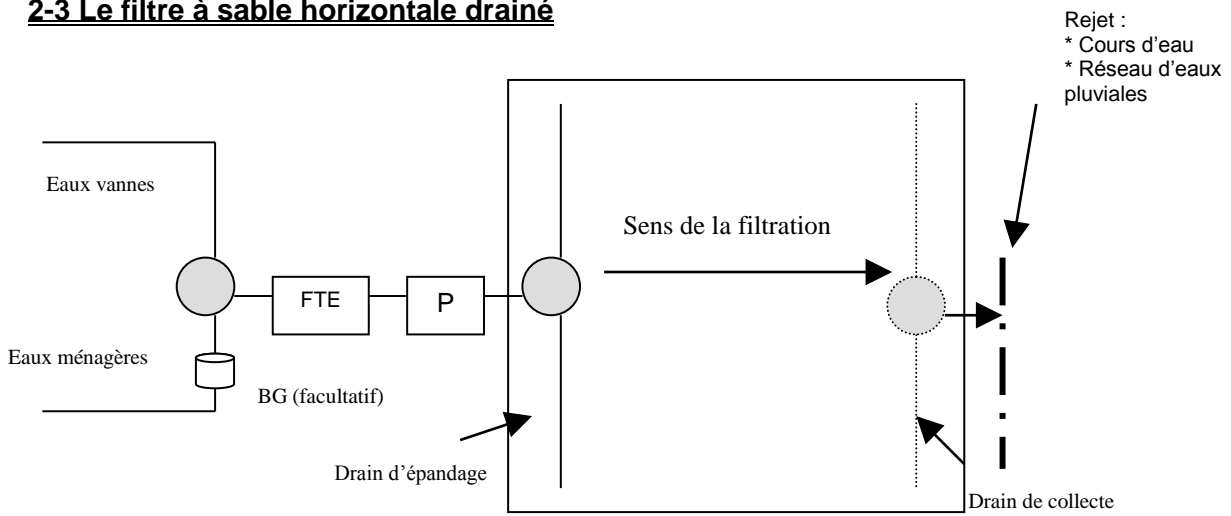 2-3 Le filtre à sable horizontale drainé
Rejet :
* Cours d’eau
* Réseau d’eaux
pluviales
Eaux vannes
Sens de la filtration
FTE
P
Eaux ménagères
BG (facultatif)
Drain d’épandage
Drain de collecte